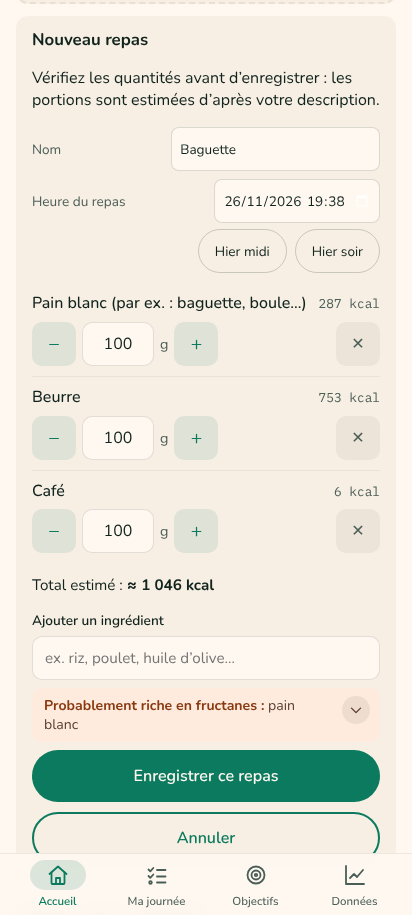 Nouveau repas
Vérifiez les quantités avant d’enregistrer : les
portions sont estimées d’après votre description.
Nom
Baguette
Heure du repas
26/11/2026 19:38
Hier midi
Hier soir
Pain blanc (par ex. : baguette, boule…) 287 kcal
− 100 g + ×
Beurre 753 kcal
− 100 g + ×
Café 6 kcal
− 100 g + ×
Total estimé : ≈ 1 046 kcal
Ajouter un ingrédient
ex. riz, poulet, huile d’olive…
Probablement riche en fructanes : pain
blanc
Enregistrer ce repas
Annuler
Accueil
Ma journée
Objectifs
Données